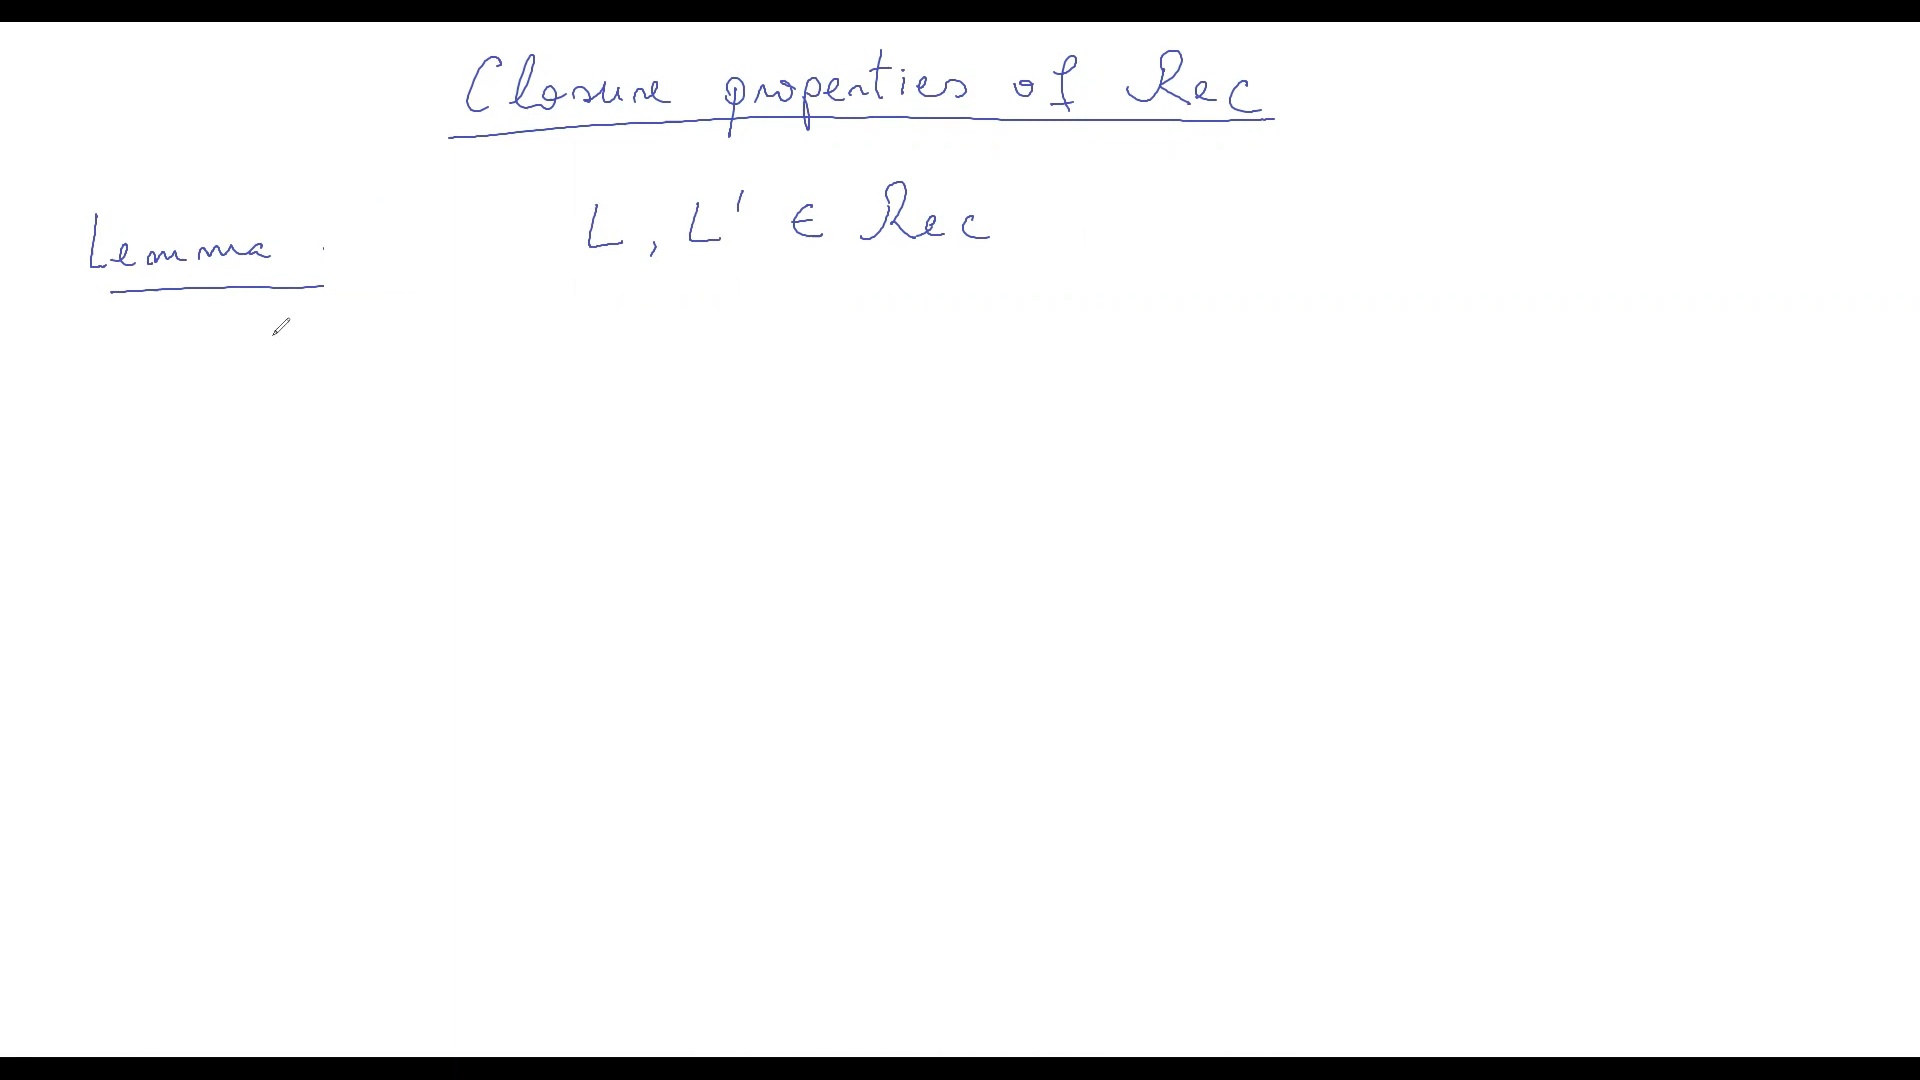 Closure properties of Rec
L, L' ∈ Rec
Lemma.